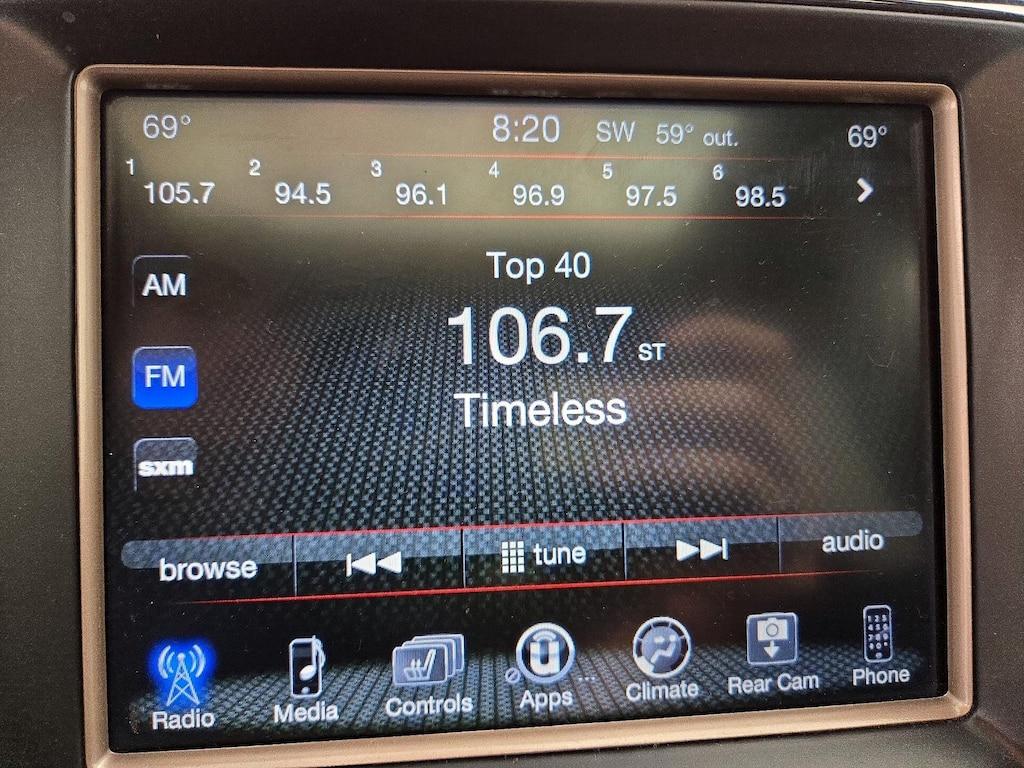 69° 8:20 SW 59° out. 69°
1 2 3 4 5 6
105.7 94.5 96.1 96.9 97.5 98.5
Top 40
AM
106.7 ST
FM
Timeless
sxm
browse tune audio
Radio Media Controls Apps ... Climate Rear Cam Phone